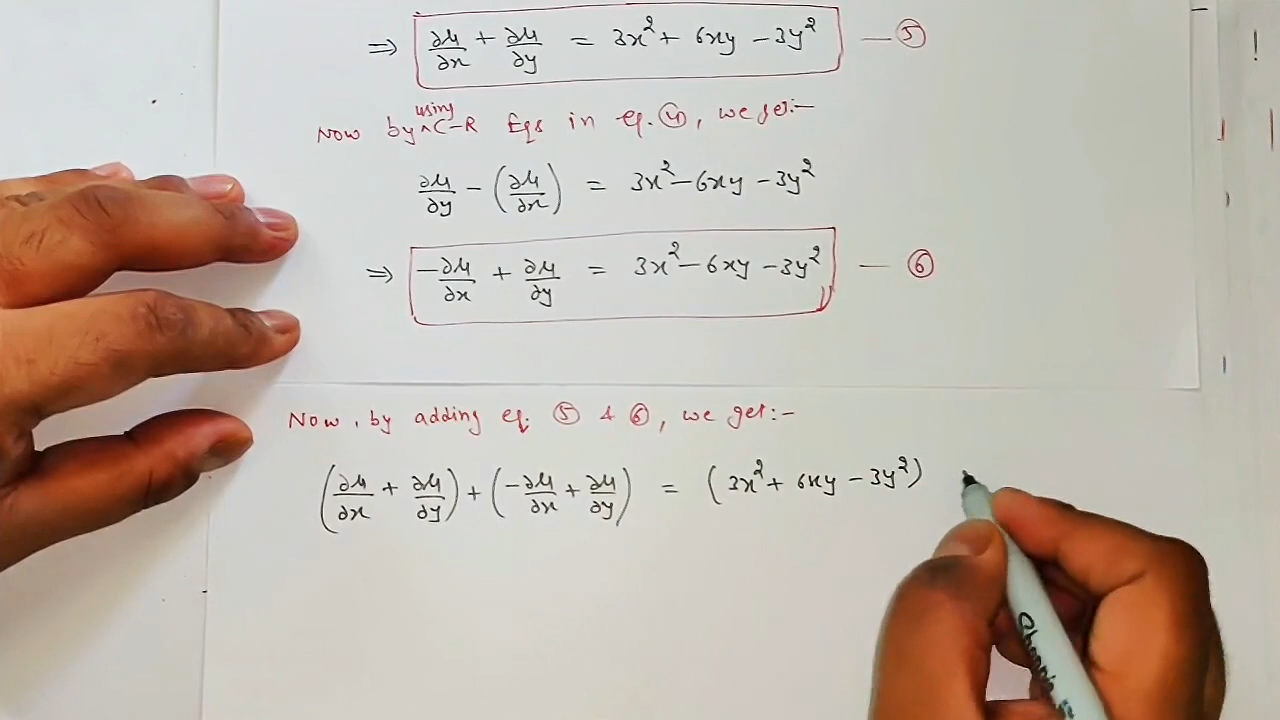 ⇒ ∂u/∂x + ∂u/∂y = 3x² + 6xy − 3y² — ⑤
Now by ^using C−R Eqs in eq. ④, we get:−
∂u/∂y − (∂u/∂x) = 3x² − 6xy − 3y²
⇒ −∂u/∂x + ∂u/∂y = 3x² − 6xy − 3y² — ⑥
Now, by adding eq. ⑤ & ⑥, we get:−
(∂u/∂x + ∂u/∂y) + (−∂u/∂x + ∂u/∂y) = (3x² + 6xy − 3y²)